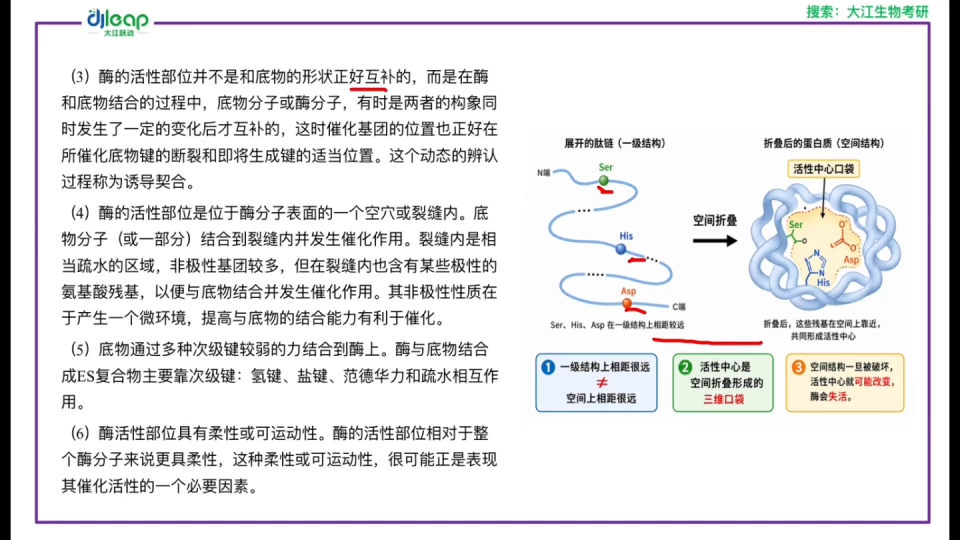 djleap
大江跃动
搜索：大江生物考研
（3）酶的活性部位并不是和底物的形状正好互补的，而是在酶
和底物结合的过程中，底物分子或酶分子，有时是两者的构象同
时发生了一定的变化后才互补的，这时催化基团的位置也正好在
所催化底物键的断裂和即将生成键的适当位置。这个动态的辨认
过程称为诱导契合。
（4）酶的活性部位是位于酶分子表面的一个空穴或裂缝内。底
物分子（或一部分）结合到裂缝内并发生催化作用。裂缝内是相
当疏水的区域，非极性基团较多，但在裂缝内也含有某些极性的
氨基酸残基，以便与底物结合并发生催化作用。其非极性性质在
于产生一个微环境，提高与底物的结合能力有利于催化。
（5）底物通过多种次级键较弱的力结合到酶上。酶与底物结合
成ES复合物主要靠次级键：氢键、盐键、范德华力和疏水相互作
用。
（6）酶活性部位具有柔性或可运动性。酶的活性部位相对于整
个酶分子来说更具柔性，这种柔性或可运动性，很可能正是表现
其催化活性的一个必要因素。
展开的肽链（一级结构）
N端
Ser
His
Asp
C端
Ser、His、Asp 在一级结构上相距较远
空间折叠
折叠后的蛋白质（空间结构）
活性中心口袋
Ser
O
O⁻
O
Asp
N
N
His
折叠后，这些残基在空间上靠近，
共同形成活性中心
1 一级结构上相距很远
≠
空间上相距很远
2 活性中心是
空间折叠形成的
三维口袋
3 空间结构一旦被破坏，
活性中心就可能改变，
酶会失活。